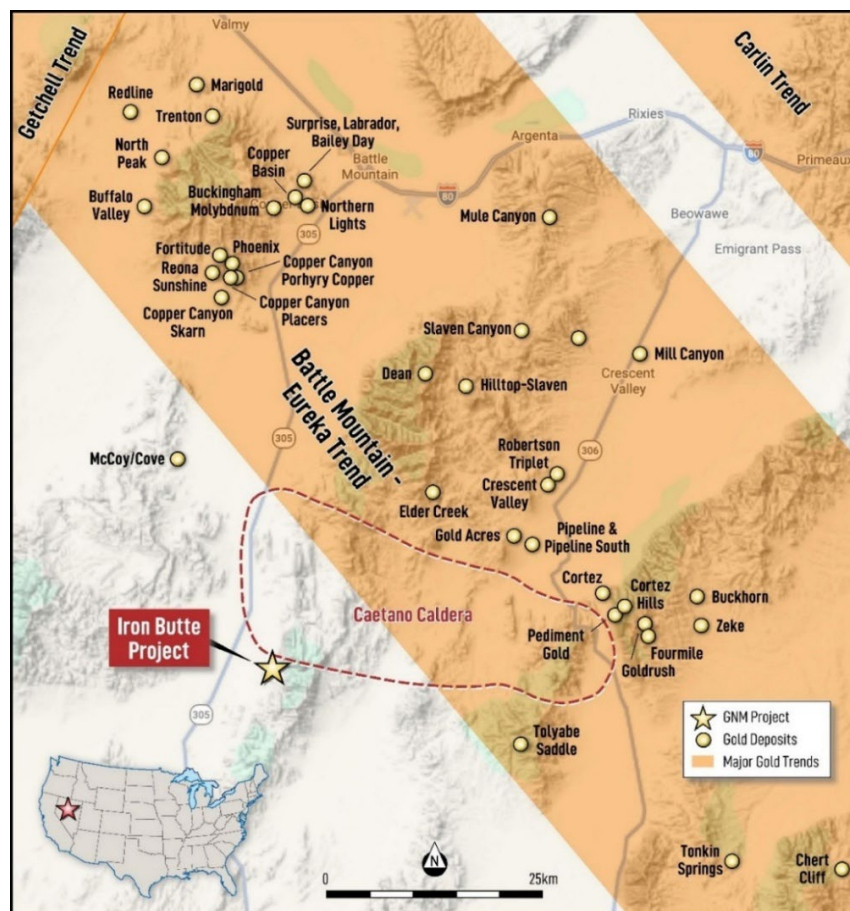 Valmy
Getchell Trend
Carlin Trend
Marigold
Redline
Trenton
Rixies
Surprise, Labrador,
Bailey Day
Argenta
80
North
Peak
Copper
Basin
Battle
Mountain
80
Primeaux
Buffalo
Valley
Buckingham
Molybdnum
Northern
Lights
Mule Canyon
Beowawe
305
Emigrant Pass
Fortitude
Phoenix
Reona
Sunshine
Copper Canyon
Porhyry Copper
Copper Canyon
Skarn
Copper Canyon
Placers
Slaven Canyon
Mill Canyon
Dean
Hilltop-Slaven
Crescent
Valley
Battle Mountain -
Eureka Trend
305
McCoy/Cove
Robertson
Triplet
306
Crescent
Valley
Elder Creek
Gold Acres
Pipeline &
Pipeline South
Cortez
Cortez
Hills
Buckhorn
Caetano Caldera
Iron Butte
Project
Pediment
Gold
Zeke
Fourmile
Goldrush
305
GNM Project
Gold Deposits
Major Gold Trends
Tolyabe
Saddle
N
0
25km
Tonkin
Springs
Chert
Cliff